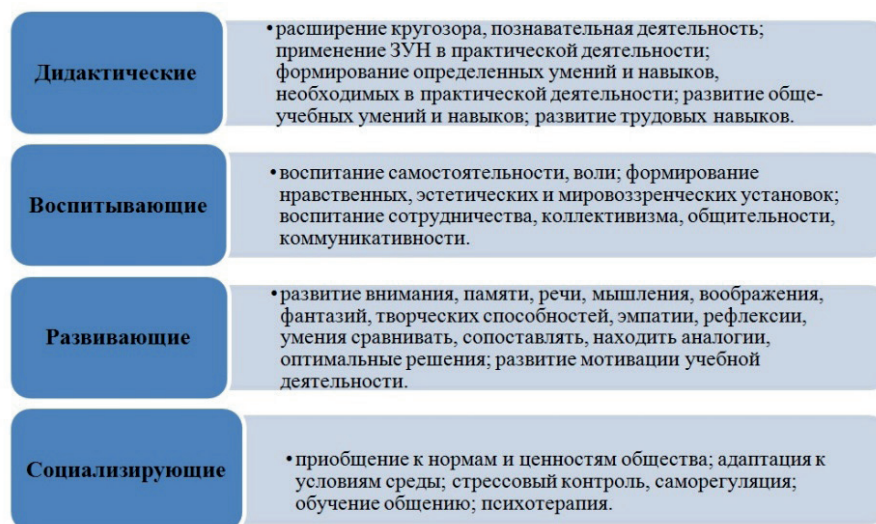 Дидактические
•расширение кругозора, познавательная деятельность;
применение ЗУН в практической деятельности;
формирование определенных умений и навыков,
необходимых в практической деятельности; развитие обще-
учебных умений и навыков; развитие трудовых навыков.
Воспитывающие
•воспитание самостоятельности, воли; формирование
нравственных, эстетических и мировоззренческих установок;
воспитание сотрудничества, коллективизма, общительности,
коммуникативности.
Развивающие
•развитие внимания, памяти, речи, мышления, воображения,
фантазий, творческих способностей, эмпатии, рефлексии,
умения сравнивать, сопоставлять, находить аналогии,
оптимальные решения; развитие мотивации учебной
деятельности.
Социализирующие
•приобщение к нормам и ценностям общества; адаптация к
условиям среды; стрессовый контроль, саморегуляция;
обучение общению; психотерапия.